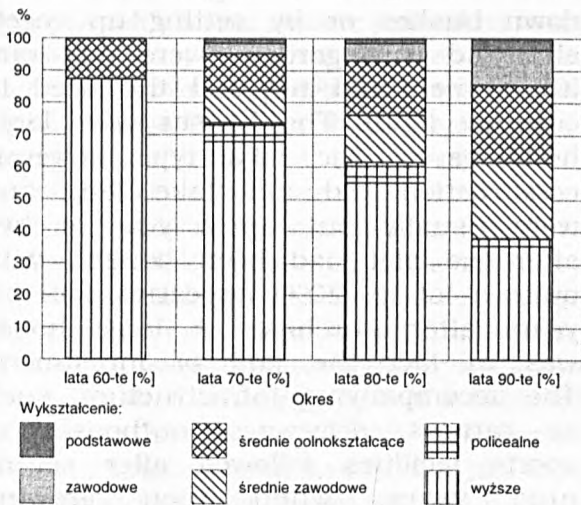 %
100
90
80
70
60
50
40
30
20
10
0
lata 60-te [%] lata 70-te [%] lata 80-te [%] lata 90-te [%]
Okres
Wykształcenie:
podstawowe średnie oolnokształcące policealne
zawodowe średnie zawodowe wyższe